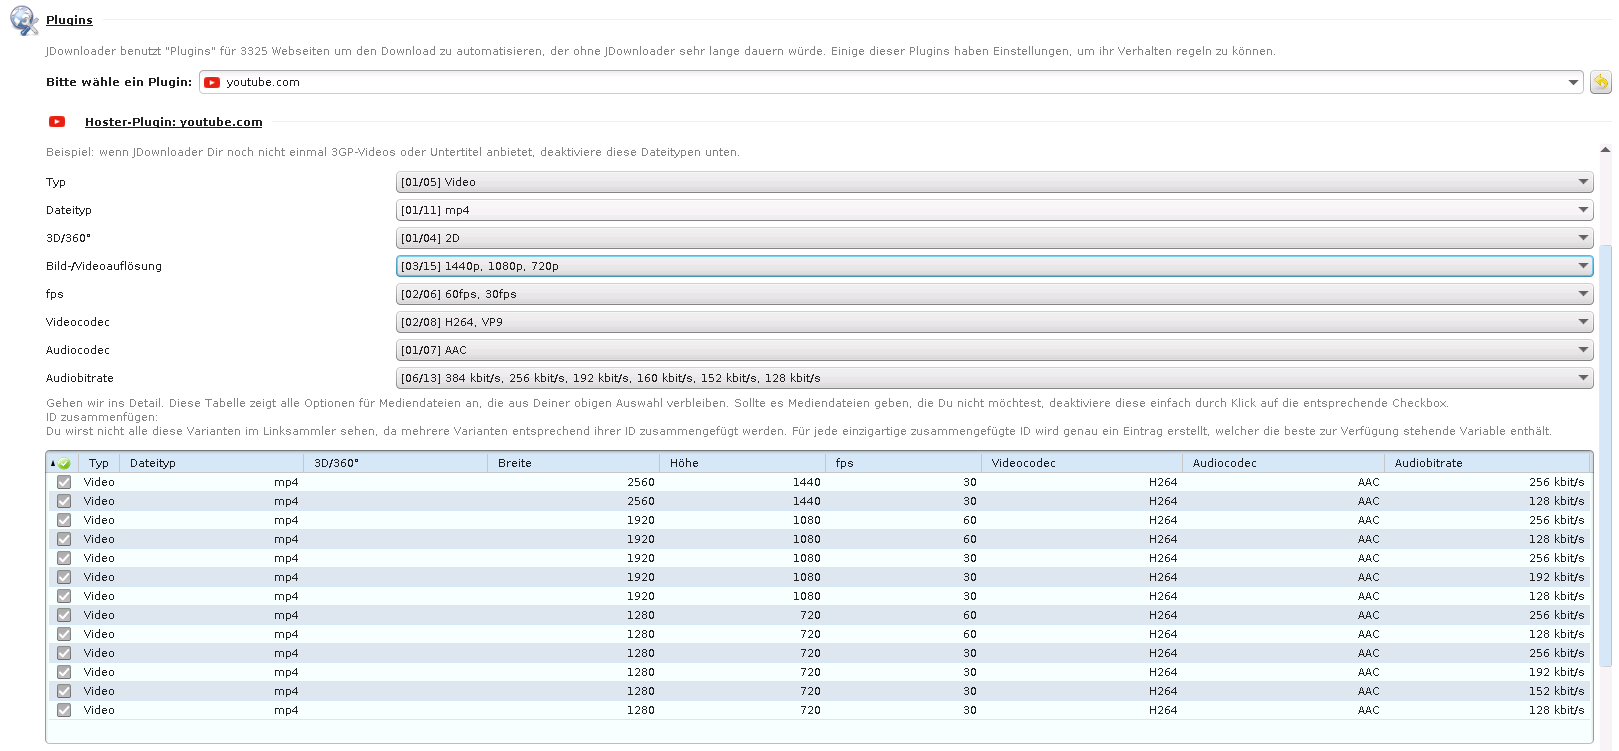 Plugins
JDownloader benutzt "Plugins" für 3325 Webseiten um den Download zu automatisieren, der ohne JDownloader sehr lange dauern würde. Einige dieser Plugins haben Einstellungen, um ihr Verhalten regeln zu können.
Bitte wähle ein Plugin: youtube.com
Hoster-Plugin: youtube.com
Beispiel: wenn JDownloader Dir noch nicht einmal 3GP-Videos oder Untertitel anbietet, deaktiviere diese Dateitypen unten.
Typ [01/05] Video
Dateityp [01/11] mp4
3D/360° [01/04] 2D
Bild-/Videoauflösung [03/15] 1440p, 1080p, 720p
fps [02/06] 60fps, 30fps
Videocodec [02/08] H264, VP9
Audiocodec [01/07] AAC
Audiobitrate [06/13] 384 kbit/s, 256 kbit/s, 192 kbit/s, 160 kbit/s, 152 kbit/s, 128 kbit/s
Gehen wir ins Detail. Diese Tabelle zeigt alle Optionen für Mediendateien an, die aus Deiner obigen Auswahl verbleiben. Sollte es Mediendateien geben, die Du nicht möchtest, deaktiviere diese einfach durch Klick auf die entsprechende Checkbox.
ID zusammenfügen:
Du wirst nicht alle diese Varianten im Linksammler sehen, da mehrere Varianten entsprechend ihrer ID zusammengefügt werden. Für jede einzigartige zusammengefügte ID wird genau ein Eintrag erstellt, welcher die beste zur Verfügung stehende Variable enthält.
Typ Dateityp 3D/360° Breite Höhe fps Videocodec Audiocodec Audiobitrate
Video mp4 2560 1440 30 H264 AAC 256 kbit/s
Video mp4 2560 1440 30 H264 AAC 128 kbit/s
Video mp4 1920 1080 60 H264 AAC 256 kbit/s
Video mp4 1920 1080 60 H264 AAC 128 kbit/s
Video mp4 1920 1080 30 H264 AAC 256 kbit/s
Video mp4 1920 1080 30 H264 AAC 192 kbit/s
Video mp4 1920 1080 30 H264 AAC 128 kbit/s
Video mp4 1280 720 60 H264 AAC 256 kbit/s
Video mp4 1280 720 60 H264 AAC 128 kbit/s
Video mp4 1280 720 30 H264 AAC 256 kbit/s
Video mp4 1280 720 30 H264 AAC 192 kbit/s
Video mp4 1280 720 30 H264 AAC 152 kbit/s
Video mp4 1280 720 30 H264 AAC 128 kbit/s